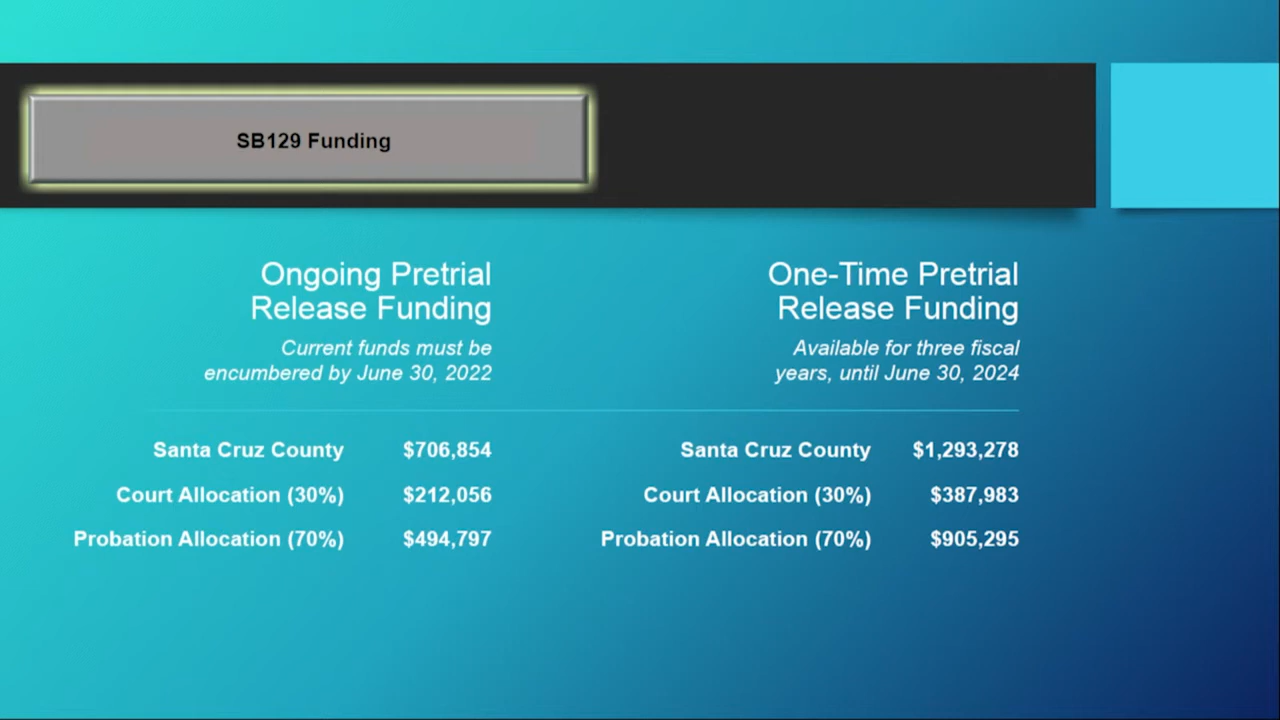 SB129 Funding
Ongoing Pretrial
Release Funding
Current funds must be
encumbered by June 30, 2022
Santa Cruz County $706,854
Court Allocation (30%) $212,056
Probation Allocation (70%) $494,797
One-Time Pretrial
Release Funding
Available for three fiscal
years, until June 30, 2024
Santa Cruz County $1,293,278
Court Allocation (30%) $387,983
Probation Allocation (70%) $905,295